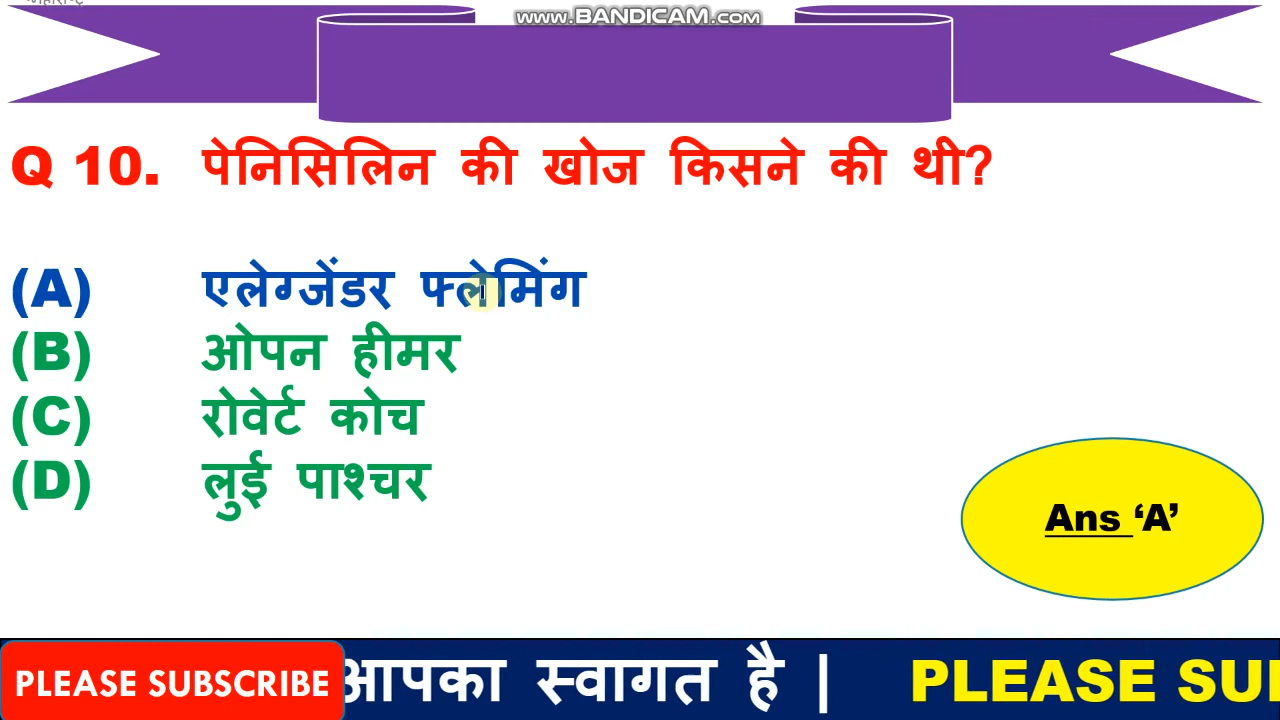 www.BANDICAM.com
Q 10. पेनिसिलिन की खोज किसने की थी?
(A) एलेग्जेंडर फ्लेमिंग
(B) ओपन हीमर
(C) रोवेर्ट कोच
(D) लुई पाश्चर
Ans ‘A’
PLEASE SUBSCRIBE आपका स्वागत है | PLEASE SU